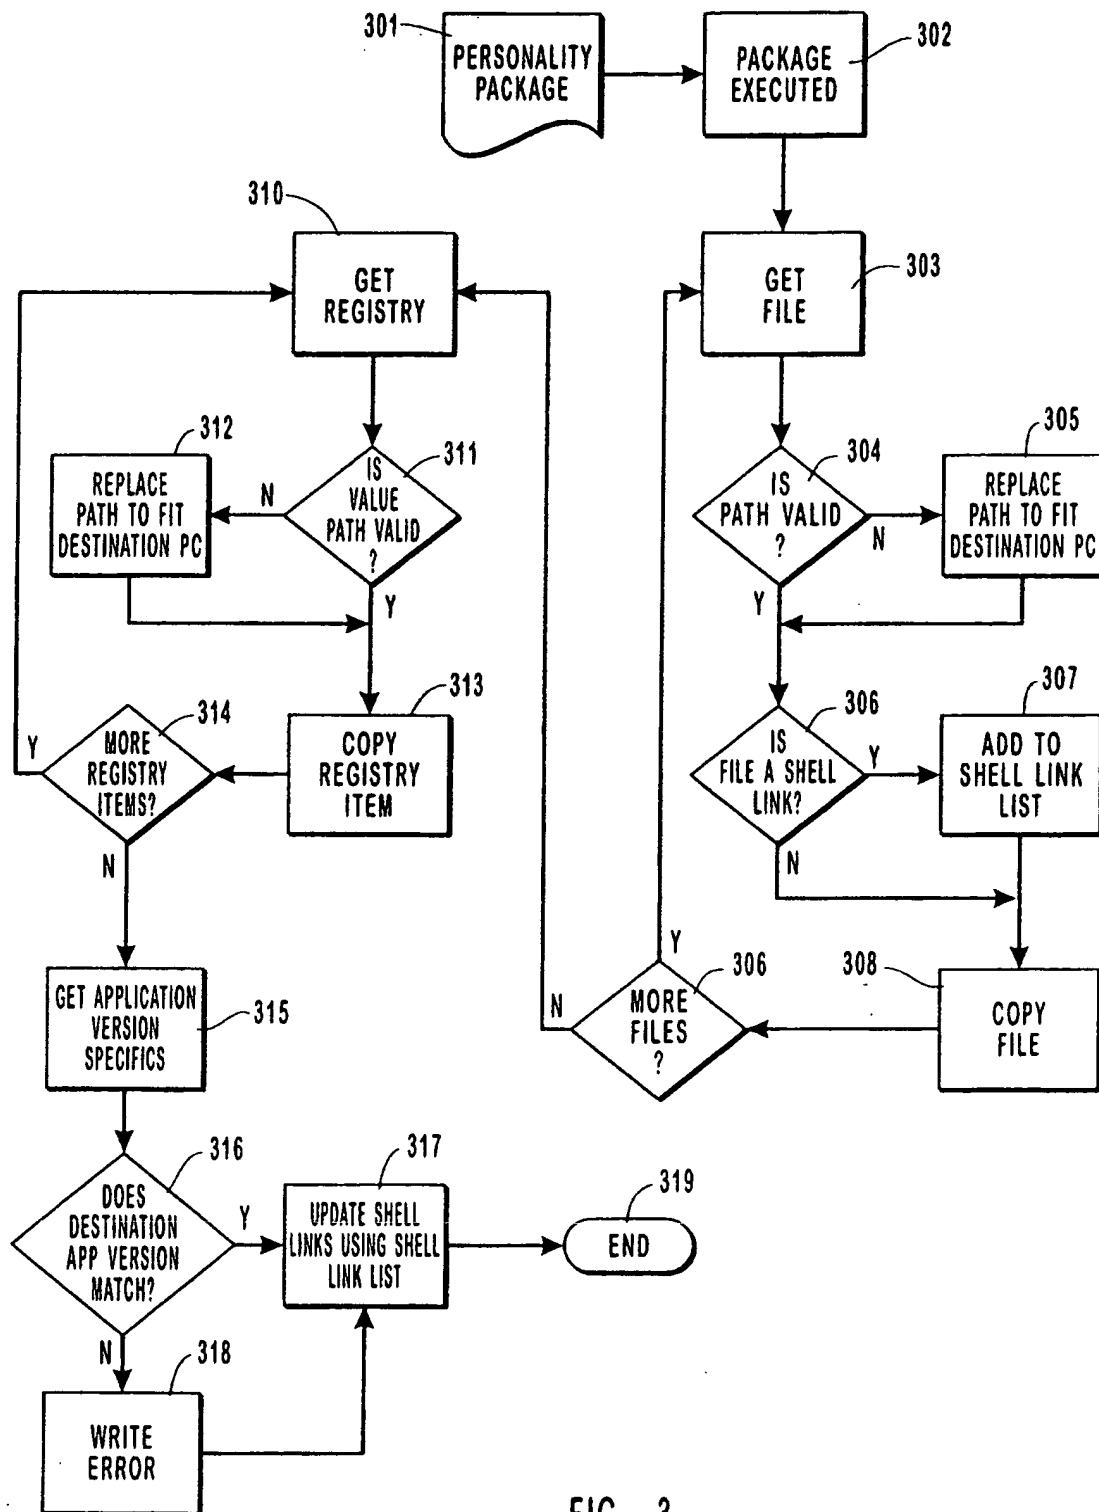 301
PERSONALITY
PACKAGE
302
PACKAGE
EXECUTED
310
GET
REGISTRY
303
GET
FILE
312
REPLACE
PATH TO FIT
DESTINATION PC
N
311
IS
VALUE
PATH VALID
?
Y
304
IS
PATH VALID
?
N
Y
305
REPLACE
PATH TO FIT
DESTINATION PC
314
MORE
REGISTRY
ITEMS?
Y
N
313
COPY
REGISTRY
ITEM
306
IS
FILE A SHELL
LINK?
Y
N
307
ADD TO
SHELL LINK
LIST
315
GET APPLICATION
VERSION
SPECIFICS
306
MORE
FILES
?
Y
N
308
COPY
FILE
316
DOES
DESTINATION
APP VERSION
MATCH?
Y
N
317
UPDATE SHELL
LINKS USING SHELL
LINK LIST
319
END
318
WRITE
ERROR
FIG. 3